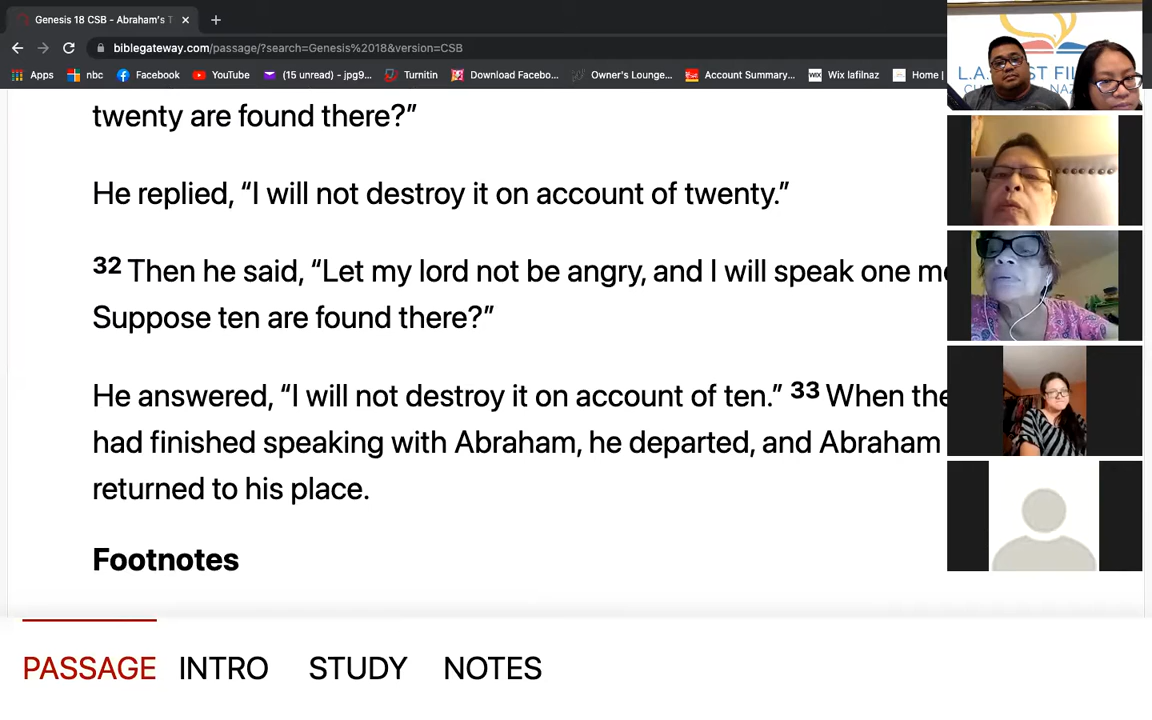 Genesis 18 CSB - Abraham's T
biblegateway.com/passage/?search=Genesis%2018&version=CSB
Apps nbc Facebook YouTube (15 unread) - jpg9... Turnitin Download Facebo... Owner's Lounge... Account Summary... Wix lafilnaz Home |
L.A. ST FIL
CHU NAZ
twenty are found there?”
He replied, “I will not destroy it on account of twenty.”
32 Then he said, “Let my lord not be angry, and I will speak one
Suppose ten are found there?”
He answered, “I will not destroy it on account of ten.” 33 When
had finished speaking with Abraham, he departed, and Abraham
returned to his place.
Footnotes
PASSAGE INTRO STUDY NOTES